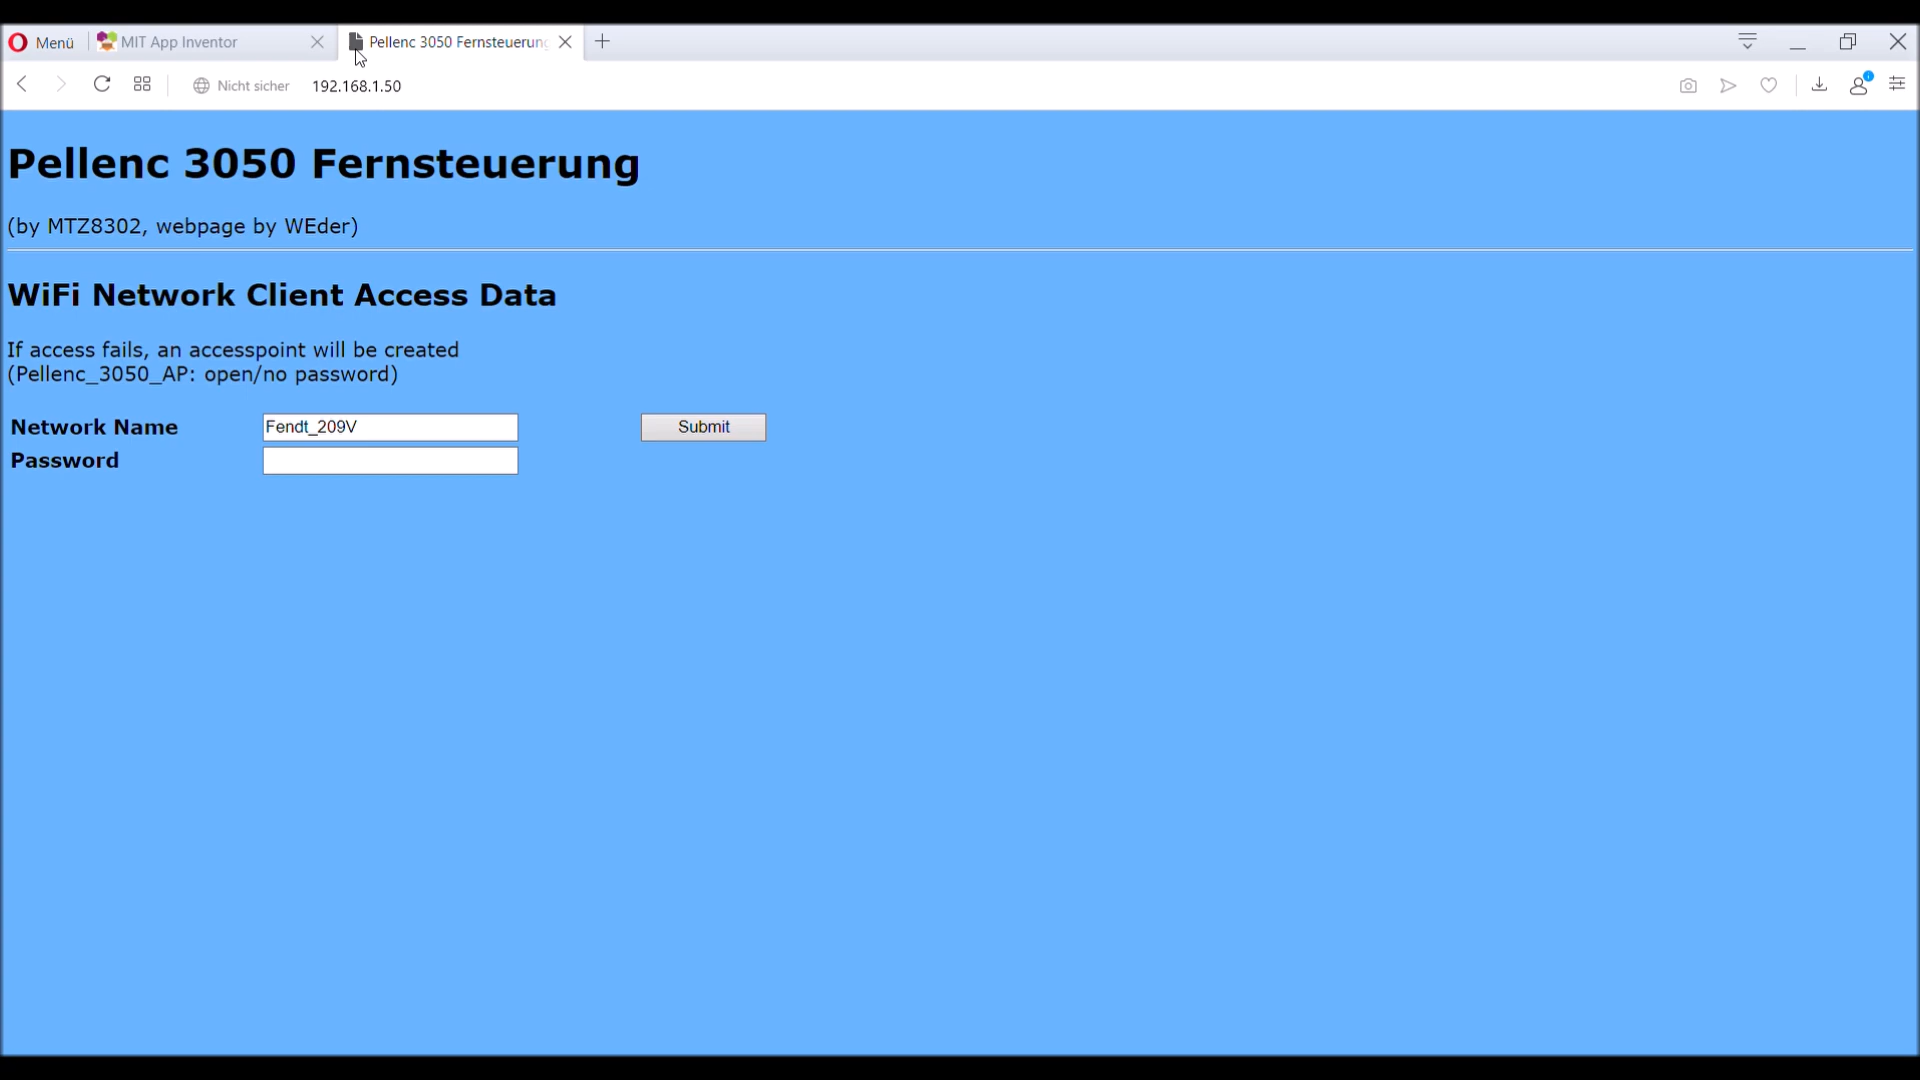 Menü
MIT App Inventor
Pellenc 3050 Fernsteuerung
Nicht sicher 192.168.1.50
Pellenc 3050 Fernsteuerung
(by MTZ8302, webpage by WEder)
WiFi Network Client Access Data
If access fails, an accesspoint will be created
(Pellenc_3050_AP: open/no password)
Network Name Fendt_209V Submit
Password